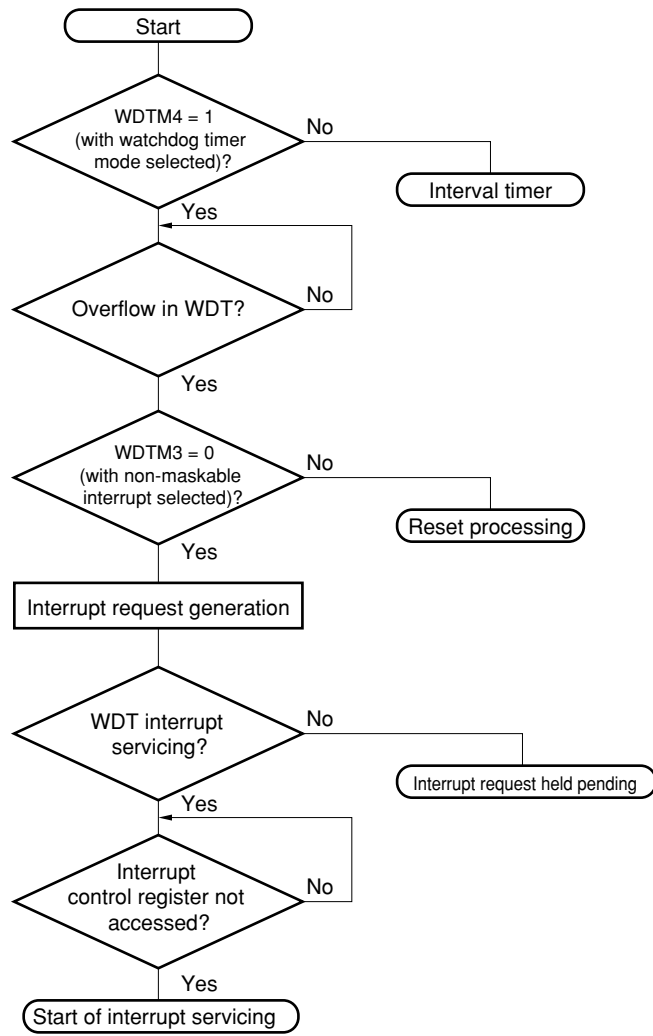 Start
WDTM4 = 1
(with watchdog timer
mode selected)?
No
Interval timer
Yes
Overflow in WDT?
No
Yes
WDTM3 = 0
(with non-maskable
interrupt selected)?
No
Reset processing
Yes
Interrupt request generation
WDT interrupt
servicing?
No
Interrupt request held pending
Yes
Interrupt
control register not
accessed?
No
Yes
Start of interrupt servicing